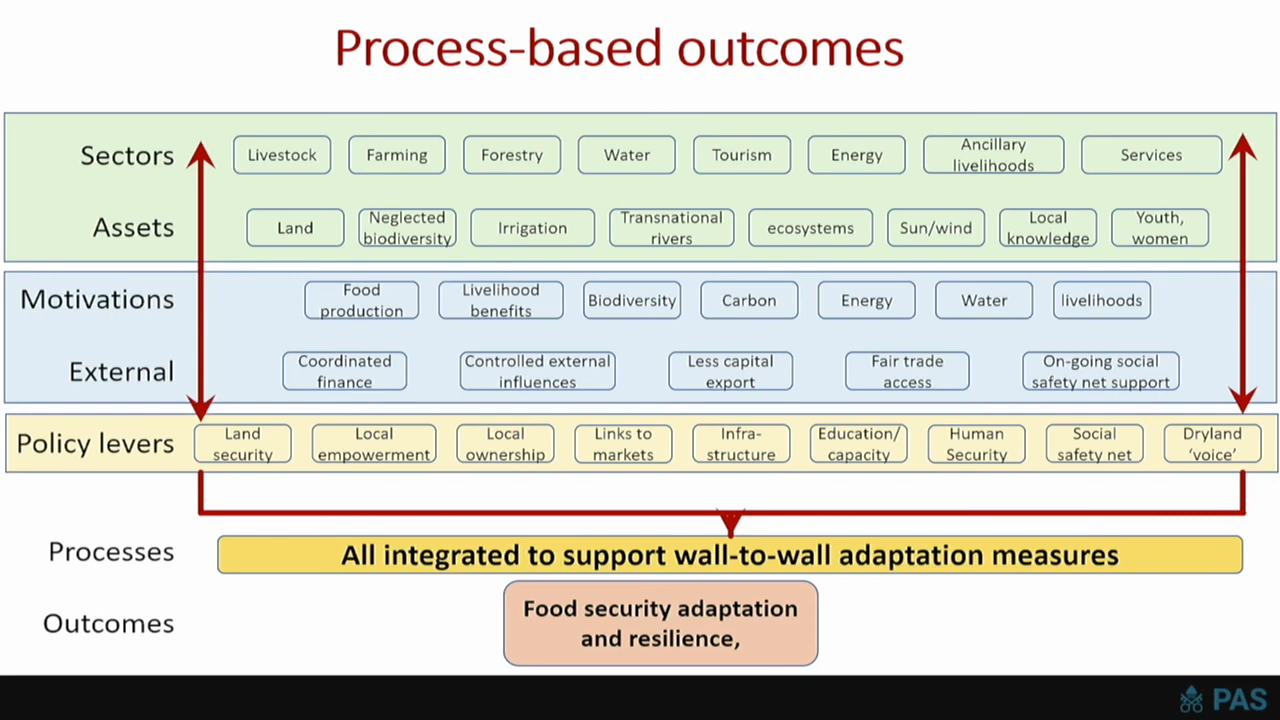 Process-based outcomes
Sectors
Livestock
Farming
Forestry
Water
Tourism
Energy
Ancillary
livelihoods
Services
Assets
Land
Neglected
biodiversity
Irrigation
Transnational
rivers
ecosystems
Sun/wind
Local
knowledge
Youth,
women
Motivations
Food
production
Livelihood
benefits
Biodiversity
Carbon
Energy
Water
livelihoods
External
Coordinated
finance
Controlled external
influences
Less capital
export
Fair trade
access
On-going social
safety net support
Policy levers
Land
security
Local
empowerment
Local
ownership
Links to
markets
Infra-
structure
Education/
capacity
Human
Security
Social
safety net
Dryland
‘voice’
Processes
All integrated to support wall-to-wall adaptation measures
Outcomes
Food security adaptation
and resilience,
PAS